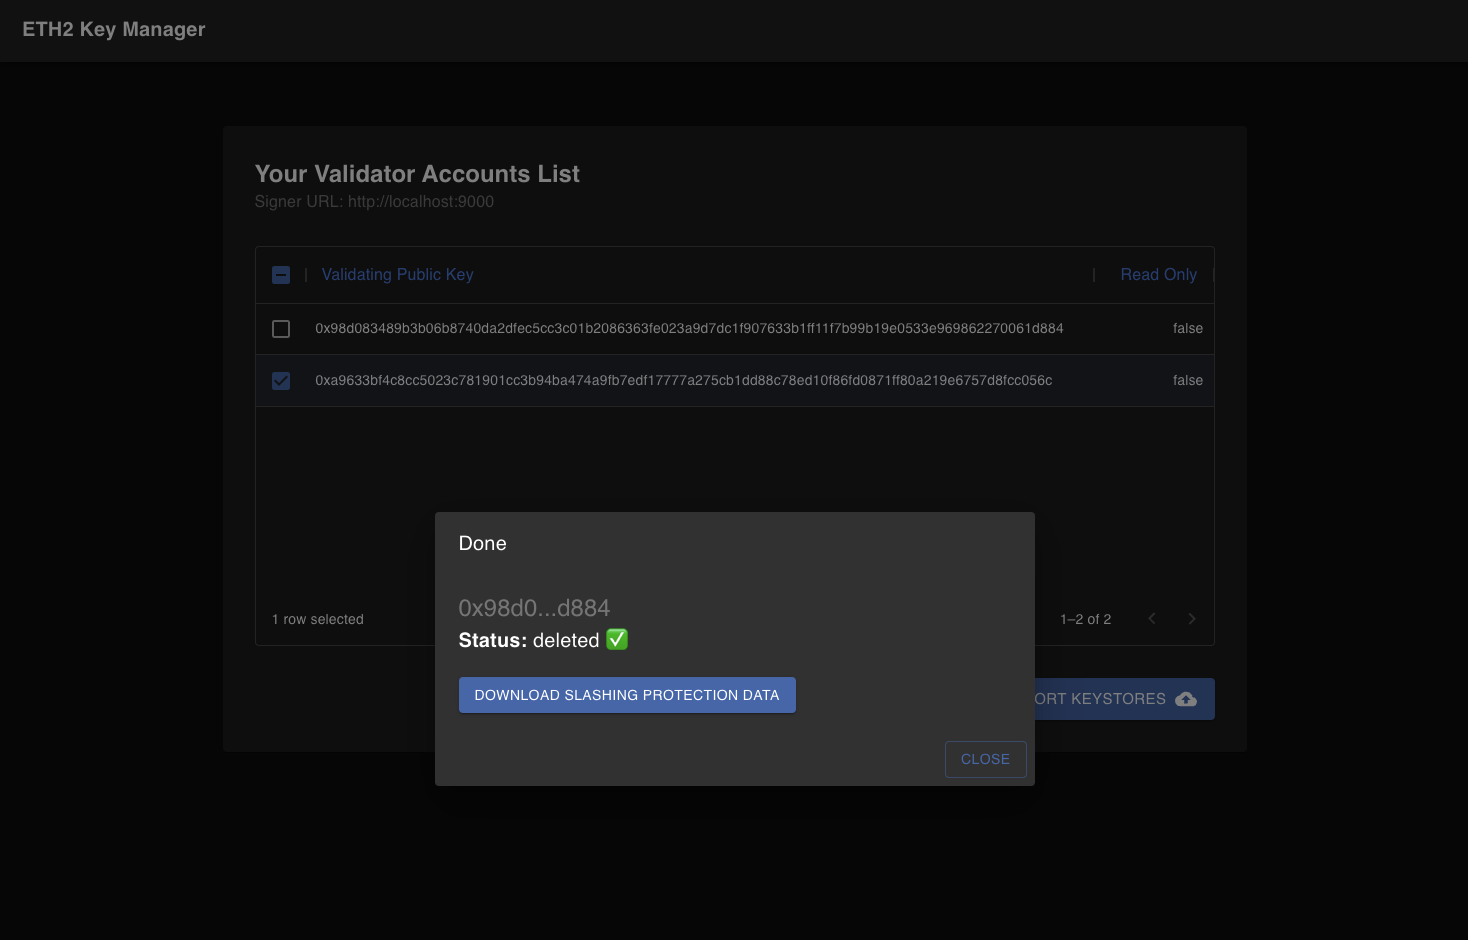 ETH2 Key Manager
Your Validator Accounts List
Signer URL: http://localhost:9000
Validating Public Key
Read Only
0x98d083489b3b06b8740da2dfec5cc3c01b2086363fe023a9d7dc1f907633b1ff11f7b99b19e0533e969862270061d884 false
0xa9633bf4c8cc5023c781901cc3b94ba474a9fb7edf17777a275cb1dd88c78ed10f86fd0871ff80a219e6757d8fcc056c false
Done
0x98d0...d884
1 row selected
1–2 of 2
Status: deleted ✅
DOWNLOAD SLASHING PROTECTION DATA
ORT KEYSTORES
CLOSE